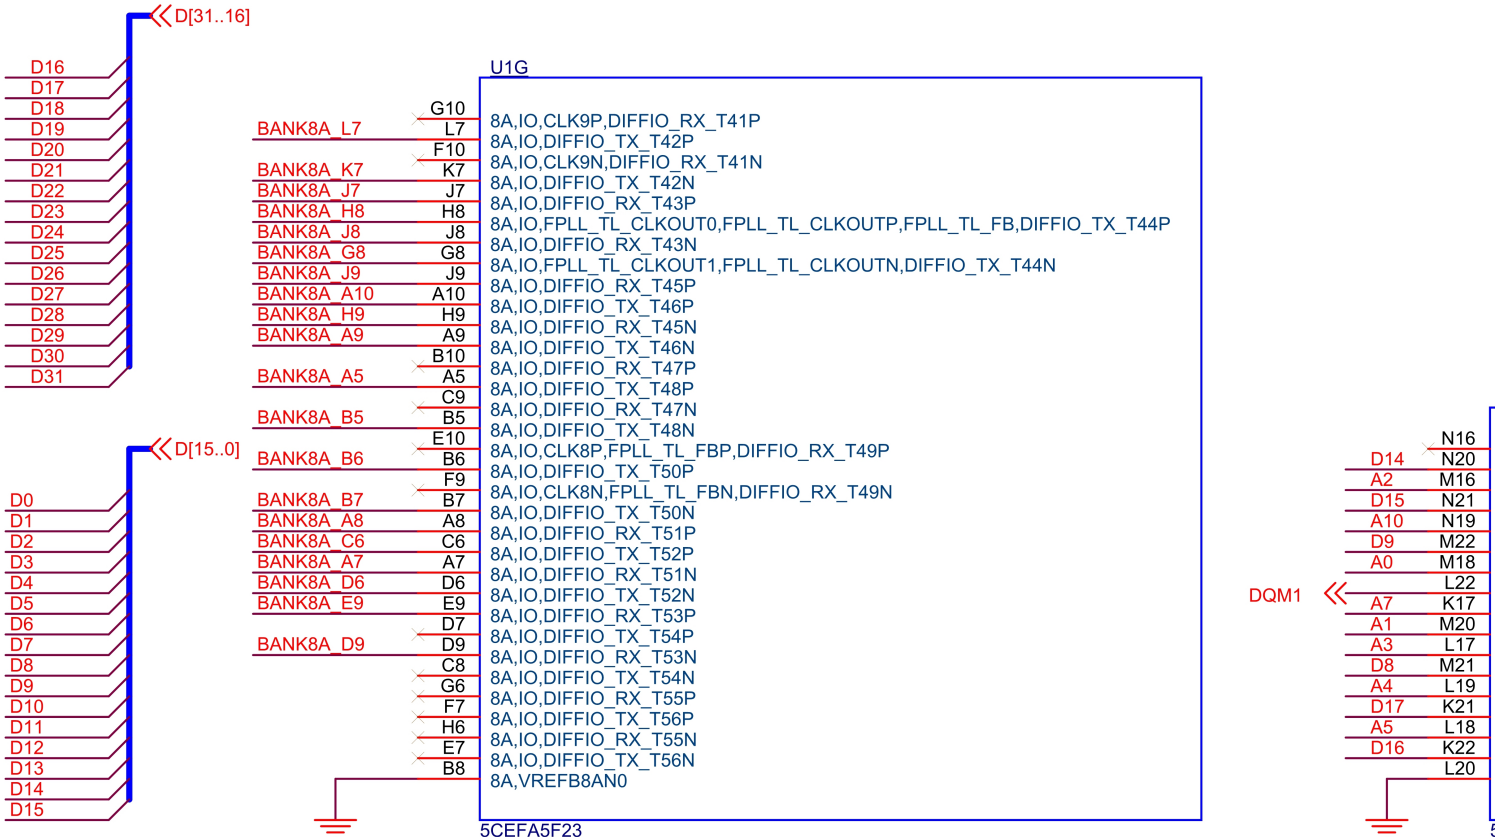 D[31..16]
D16
D17
D18
D19
D20
D21
D22
D23
D24
D25
D26
D27
D28
D29
D30
D31
D[15..0]
D0
D1
D2
D3
D4
D5
D6
D7
D8
D9
D10
D11
D12
D13
D14
D15
U1G
G10 8A,IO,CLK9P,DIFFIO_RX_T41P
BANK8A_L7 L7 8A,IO,DIFFIO_TX_T42P
F10 8A,IO,CLK9N,DIFFIO_RX_T41N
BANK8A_K7 K7 8A,IO,DIFFIO_TX_T42N
BANK8A_J7 J7 8A,IO,DIFFIO_RX_T43P
BANK8A_H8 H8 8A,IO,FPLL_TL_CLKOUT0,FPLL_TL_CLKOUTP,FPLL_TL_FB,DIFFIO_TX_T44P
BANK8A_J8 J8 8A,IO,DIFFIO_RX_T43N
BANK8A_G8 G8 8A,IO,FPLL_TL_CLKOUT1,FPLL_TL_CLKOUTN,DIFFIO_TX_T44N
BANK8A_J9 J9 8A,IO,DIFFIO_RX_T45P
BANK8A_A10 A10 8A,IO,DIFFIO_TX_T46P
BANK8A_H9 H9 8A,IO,DIFFIO_RX_T45N
BANK8A_A9 A9 8A,IO,DIFFIO_TX_T46N
B10 8A,IO,DIFFIO_RX_T47P
BANK8A_A5 A5 8A,IO,DIFFIO_TX_T48P
C9 8A,IO,DIFFIO_RX_T47N
BANK8A_B5 B5 8A,IO,DIFFIO_TX_T48N
E10 8A,IO,CLK8P,FPLL_TL_FBP,DIFFIO_RX_T49P
BANK8A_B6 B6 8A,IO,DIFFIO_TX_T50P
F9 8A,IO,CLK8N,FPLL_TL_FBN,DIFFIO_RX_T49N
BANK8A_B7 B7 8A,IO,DIFFIO_TX_T50N
BANK8A_A8 A8 8A,IO,DIFFIO_RX_T51P
BANK8A_C6 C6 8A,IO,DIFFIO_TX_T52P
BANK8A_A7 A7 8A,IO,DIFFIO_RX_T51N
BANK8A_D6 D6 8A,IO,DIFFIO_TX_T52N
BANK8A_E9 E9 8A,IO,DIFFIO_RX_T53P
D7 8A,IO,DIFFIO_TX_T54P
BANK8A_D9 D9 8A,IO,DIFFIO_RX_T53N
C8 8A,IO,DIFFIO_TX_T54N
G6 8A,IO,DIFFIO_RX_T55P
F7 8A,IO,DIFFIO_TX_T56P
H6 8A,IO,DIFFIO_RX_T55N
E7 8A,IO,DIFFIO_TX_T56N
B8 8A,VREFB8AN0
5CEFA5F23
N16
D14 N20
A2 M16
D15 N21
A10 N19
D9 M22
A0 M18
DQM1 L22
A7 K17
A1 M20
A3 L17
D8 M21
A4 L19
D17 K21
A5 L18
D16 K22
L20